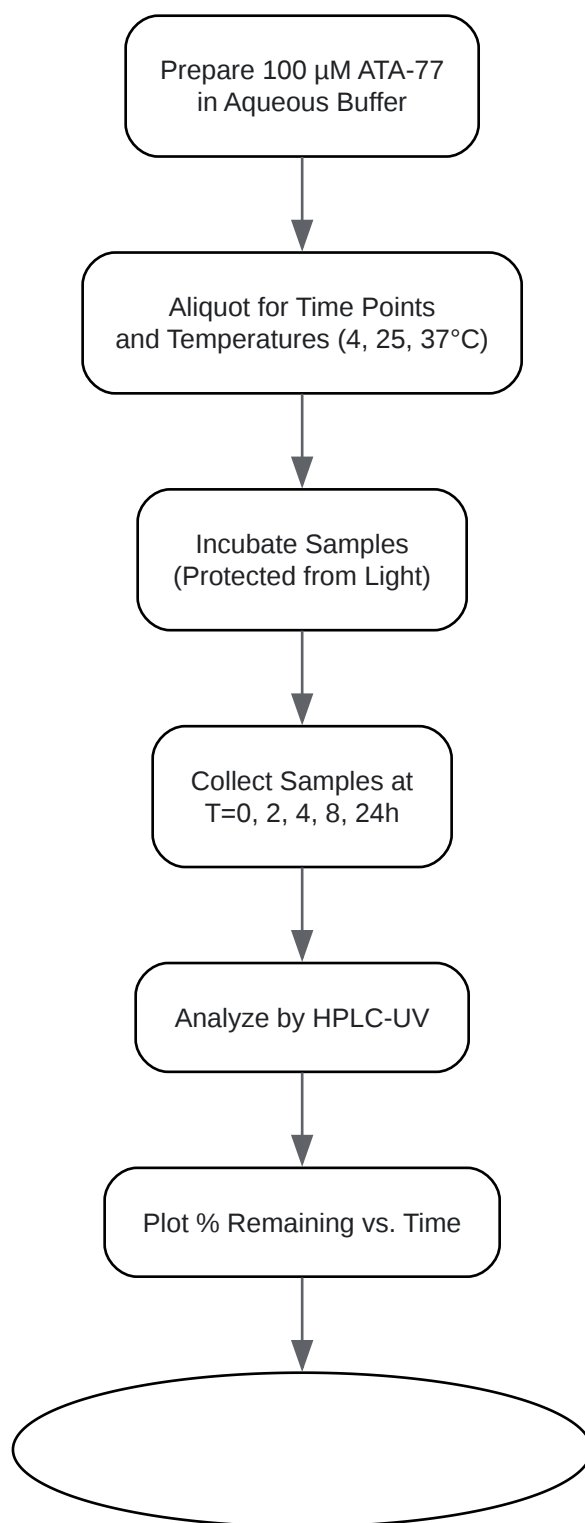 Prepare 100 µM ATA-77
in Aqueous Buffer
Aliquot for Time Points
and Temperatures (4, 25, 37°C)
Incubate Samples
(Protected from Light)
Collect Samples at
T=0, 2, 4, 8, 24h
Analyze by HPLC-UV
Plot % Remaining vs. Time